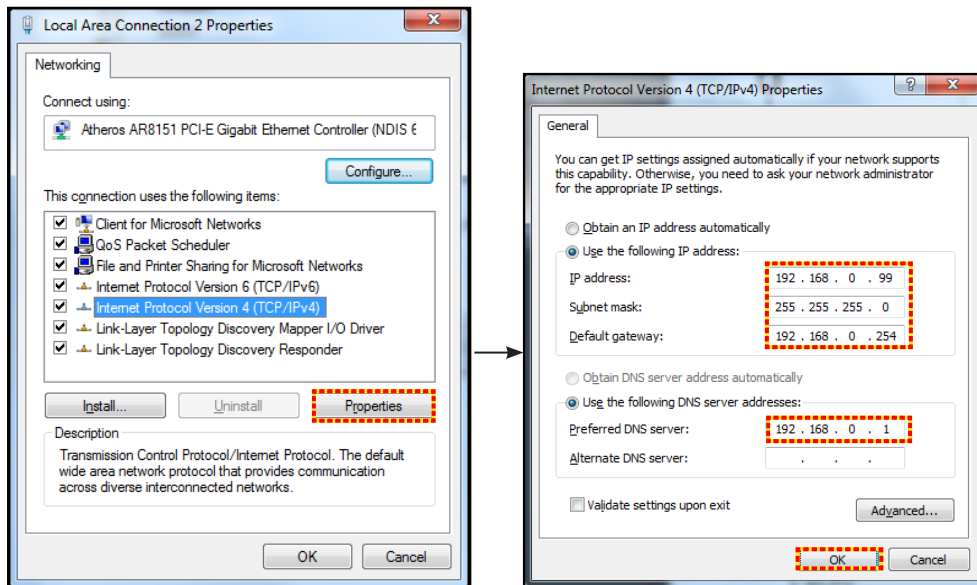 Local Area Connection 2 Properties
Networking
Connect using:
Atheros AR8151 PCI-E Gigabit Ethernet Controller (NDIS 6
Configure...
This connection uses the following items:
Client for Microsoft Networks
QoS Packet Scheduler
File and Printer Sharing for Microsoft Networks
Internet Protocol Version 6 (TCP/IPv6)
Internet Protocol Version 4 (TCP/IPv4)
Link-Layer Topology Discovery Mapper I/O Driver
Link-Layer Topology Discovery Responder
Install...
Uninstall
Properties
Description
Transmission Control Protocol/Internet Protocol. The default
wide area network protocol that provides communication
across diverse interconnected networks.
OK
Cancel
Internet Protocol Version 4 (TCP/IPv4) Properties
General
You can get IP settings assigned automatically if your network supports
this capability. Otherwise, you need to ask your network administrator
for the appropriate IP settings.
Obtain an IP address automatically
Use the following IP address:
IP address: 192 . 168 . 0 . 99
Subnet mask: 255 . 255 . 255 . 0
Default gateway: 192 . 168 . 0 . 254
Obtain DNS server address automatically
Use the following DNS server addresses:
Preferred DNS server: 192 . 168 . 0 . 1
Alternate DNS server: . . .
Validate settings upon exit
Advanced...
OK
Cancel